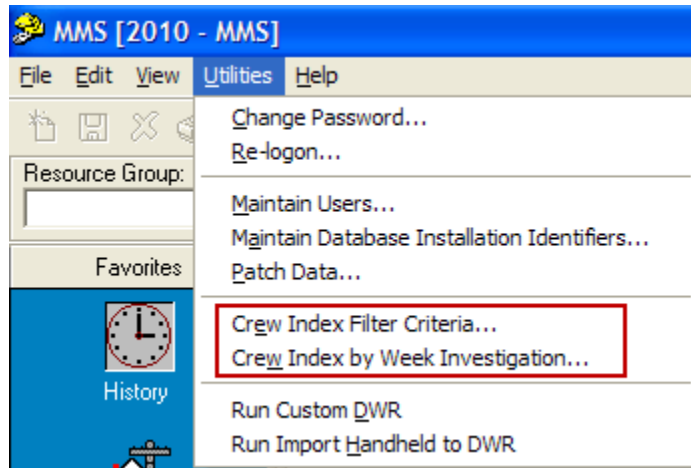 MMS [2010 - MMS]
File Edit View Utilities Help
Change Password...
Re-logon...
Resource Group:
Maintain Users...
Maintain Database Installation Identifiers...
Favorites
Patch Data...
Crew Index Filter Criteria...
Crew Index by Week Investigation...
History
Run Custom DWR
Run Import Handheld to DWR